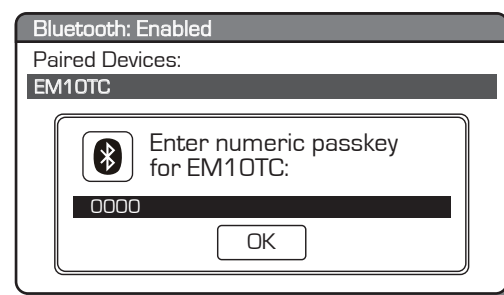 Bluetooth: Enabled
Paired Devices:
EM10TC
Enter numeric passkey
for EM10TC:
0000
OK